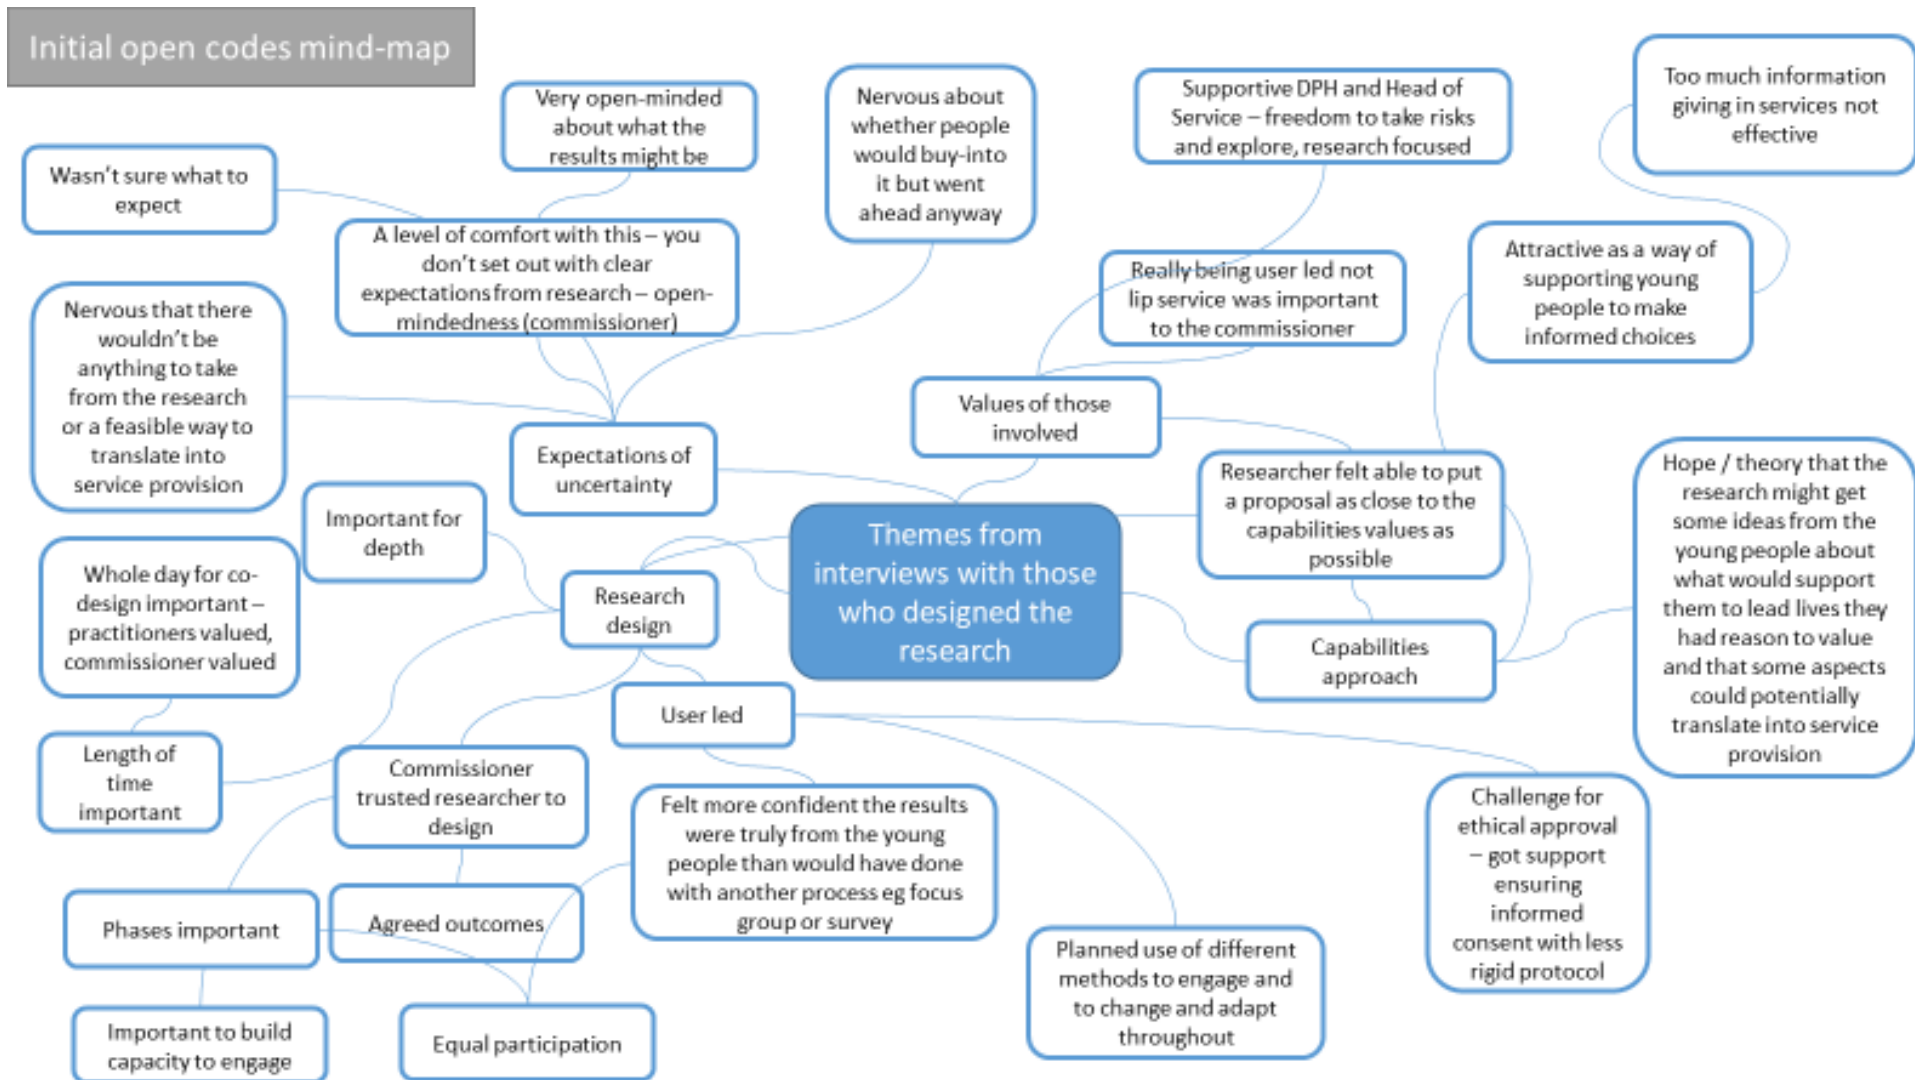 Initial open codes mind-map
Very open-minded
about what the
results might be
Nervous about
whether people
would buy-into
it but went
ahead anyway
Supportive DPH and Head of
Service – freedom to take risks
and explore, research focused
Too much information
giving in services not
effective
Wasn't sure what to
expect
A level of comfort with this – you
don't set out with clear
expectations from research – open-
mindedness (commissioner)
Really being user led not
lip service was important
to the commissioner
Attractive as a way of
supporting young
people to make
informed choices
Nervous that there
wouldn't be
anything to take
from the research
or a feasible way to
translate into
service provision
Values of those
involved
Expectations of
uncertainty
Researcher felt able to put
a proposal as close to the
capabilities values as
possible
Hope / theory that the
research might get
some ideas from the
young people about
what would support
them to lead lives they
had reason to value
and that some aspects
could potentially
translate into service
provision
Important for
depth
Themes from
interviews with those
who designed the
research
Whole day for co-
design important –
practitioners valued,
commissioner valued
Research
design
Capabilities
approach
User led
Length of
time
important
Commissioner
trusted researcher to
design
Felt more confident the results
were truly from the young
people than would have done
with another process eg focus
group or survey
Challenge for
ethical approval
– got support
ensuring
informed
consent with less
rigid protocol
Phases important
Agreed outcomes
Planned use of different
methods to engage and
to change and adapt
throughout
Important to build
capacity to engage
Equal participation